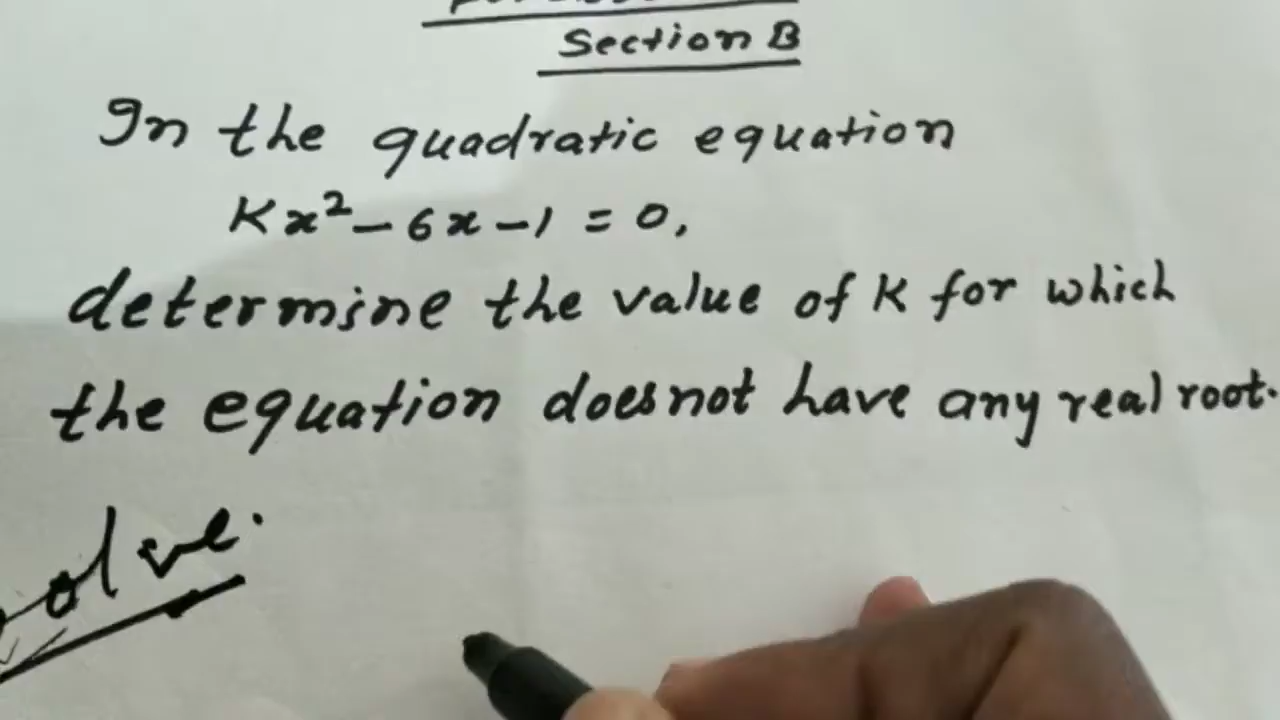 Section B
In the quadratic equation
Kx² - 6x - 1 = 0,
determine the value of K for which
the equation does not have any real root.
olve.